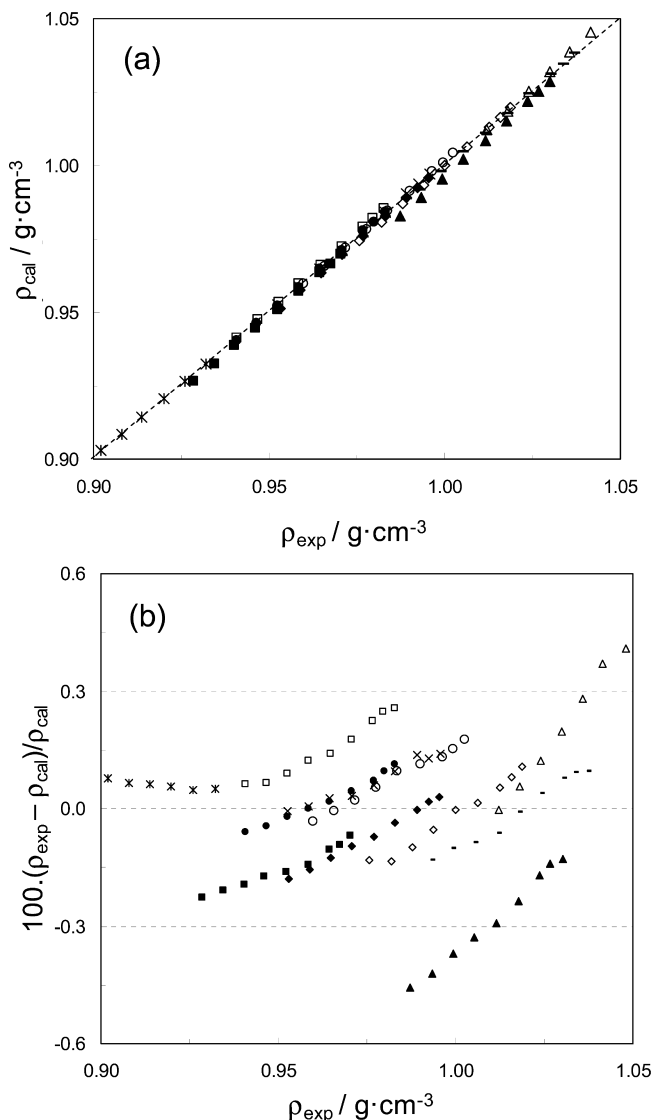 (a)
1.05
1.00
0.95
0.90
ρcal / g·cm-3
0.90
0.95
1.00
1.05
ρexp / g·cm-3
(b)
0.6
0.3
0.0
-0.3
-0.6
100.(ρexp – ρcal)/ρcal
0.90
0.95
1.00
1.05
ρexp / g·cm-3